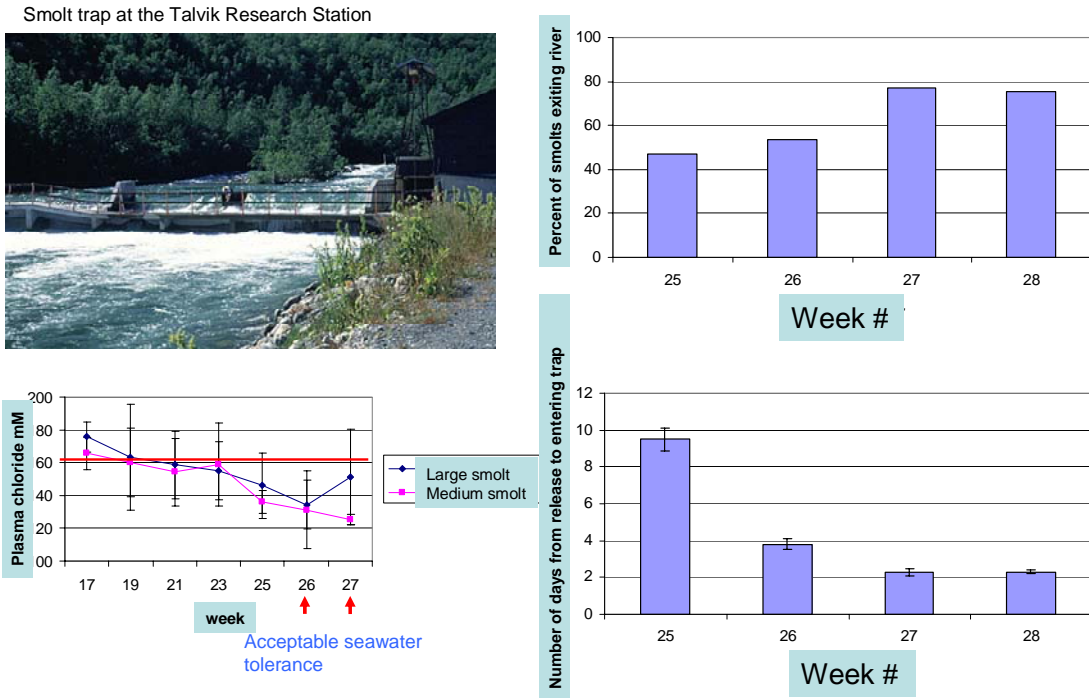 Smolt trap at the Talvik Research Station
Percent of smolts exiting river
100
80
60
40
20
0
25 26 27 28
Week #
Plasma chloride mM
200
80
60
40
20
00
17 19 21 23 25 26 27
week
Large smolt
Medium smolt
Acceptable seawater
tolerance
Number of days from release to entering trap
12
10
8
6
4
2
0
25 26 27 28
Week #